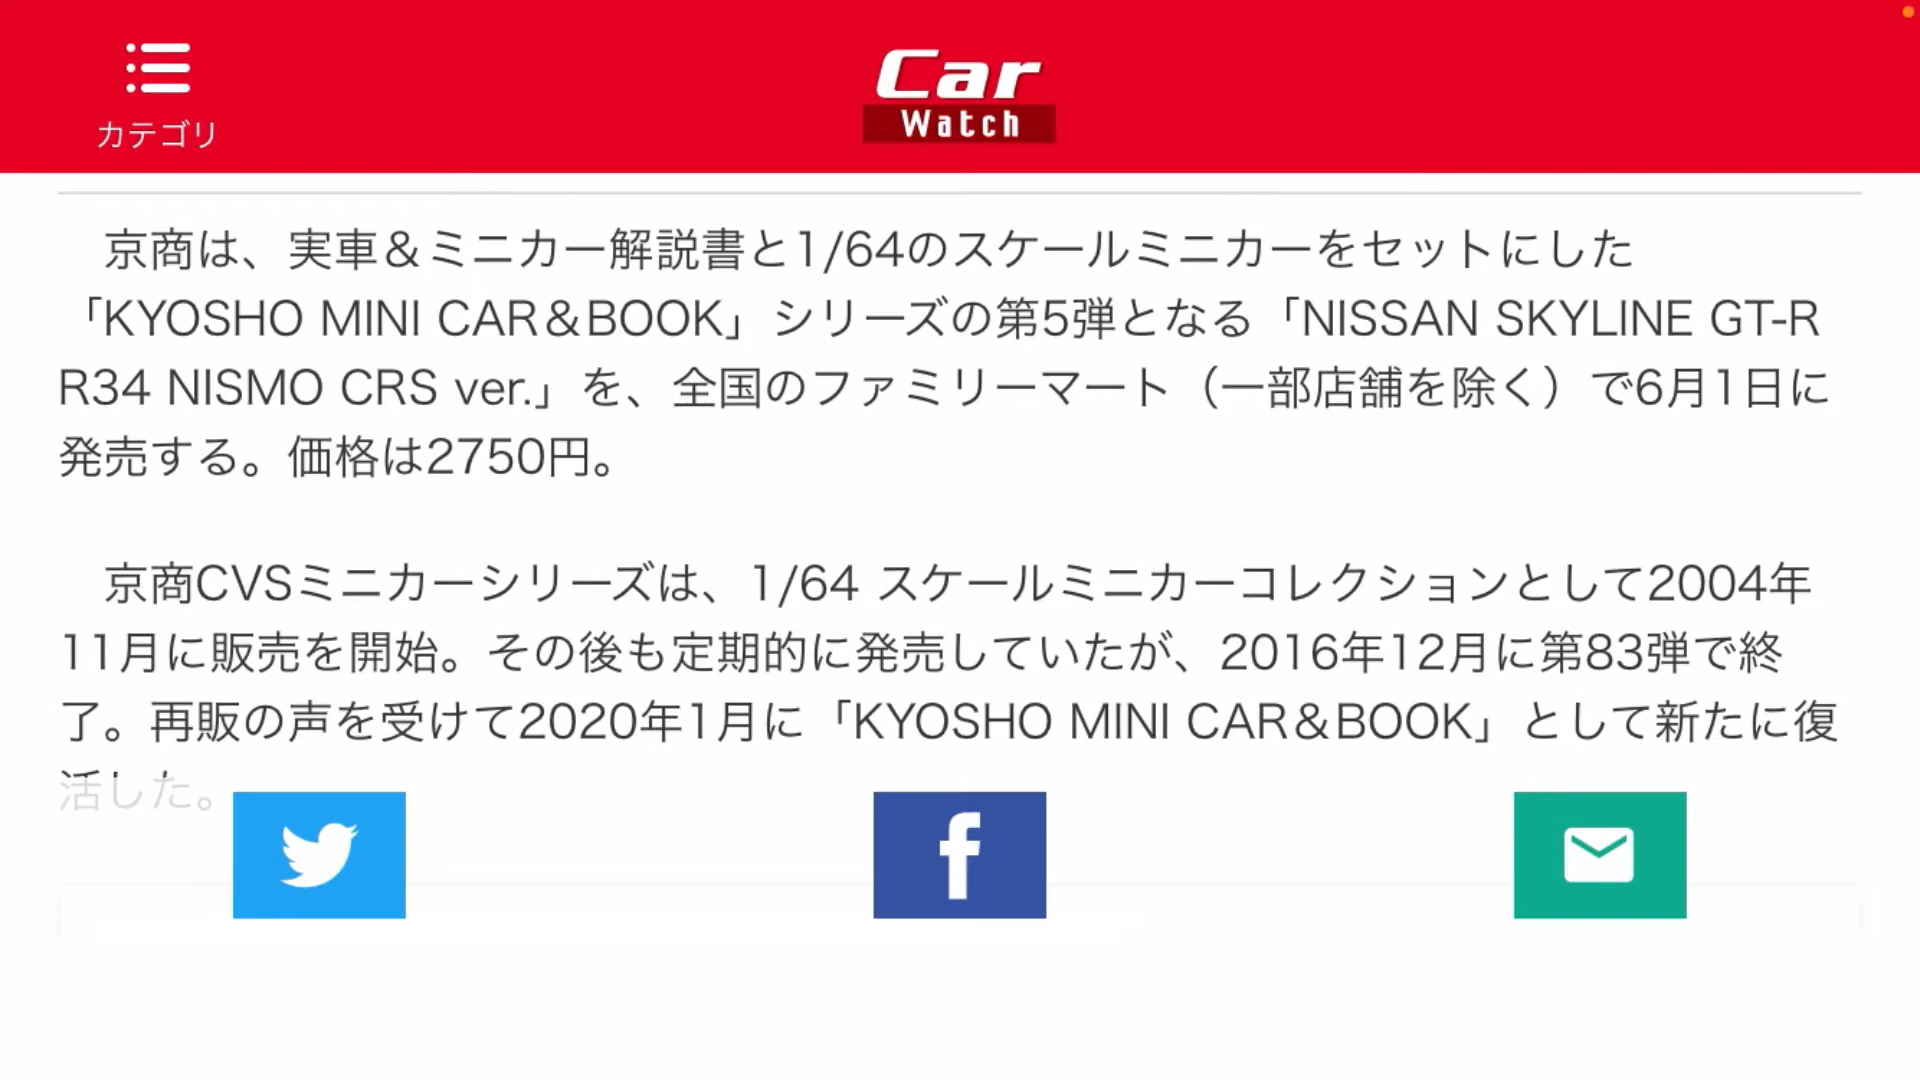 カテゴリ
Car
Watch
京商は、実車＆ミニカー解説書と1/64のスケールミニカーをセットにした
「KYOSHO MINI CAR＆BOOK」シリーズの第5弾となる「NISSAN SKYLINE GT-R
R34 NISMO CRS ver.」を、全国のファミリーマート（一部店舗を除く）で6月1日に
発売する。価格は2750円。
京商CVSミニカーシリーズは、1/64 スケールミニカーコレクションとして2004年
11月に販売を開始。その後も定期的に発売していたが、2016年12月に第83弾で終
了。再販の声を受けて2020年1月に「KYOSHO MINI CAR＆BOOK」として新たに復
活した。